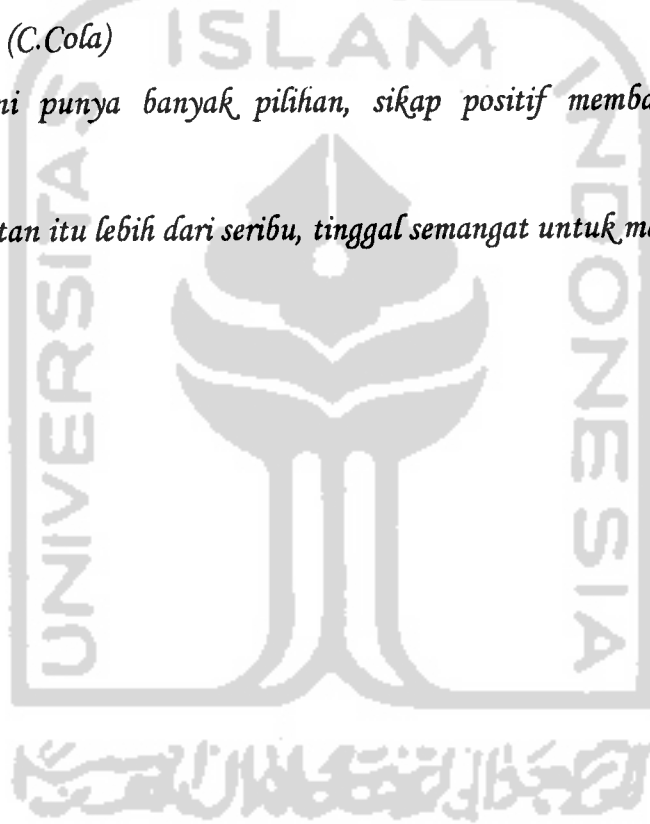 (C.Cola)
ISLAM
ni punya banyak pilihan, sikap positif memba
tan itu lebih dari seribu, tinggal semangat untuk m
UNIVERSITAS
INDONESIA